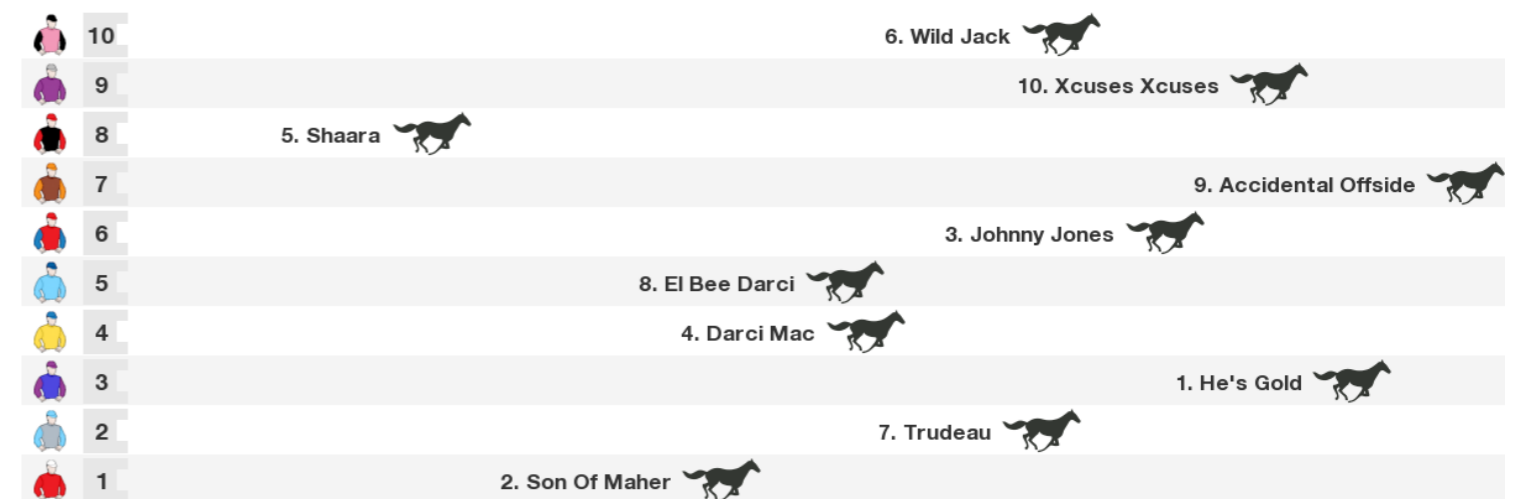 10 6. Wild Jack
9 10. Xcuses Xcuses
8 5. Shaara
7 9. Accidental Offside
6 3. Johnny Jones
5 8. El Bee Darci
4 4. Darci Mac
3 1. He's Gold
2 7. Trudeau
1 2. Son Of Maher